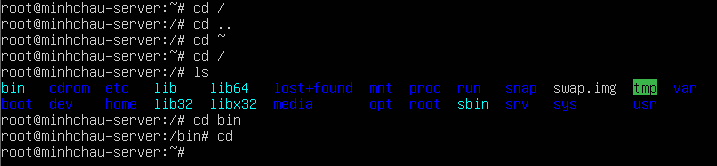 root@minhchau-server:~# cd /
root@minhchau-server:/# cd ..
root@minhchau-server:/# cd ~
root@minhchau-server:~# cd /
root@minhchau-server:/# ls
bin cdrom etc lib lib64 lost+found mnt proc run snap swap.img tmp var
boot dev home lib32 libx32 media opt root sbin srv sys usr
root@minhchau-server:/# cd bin
root@minhchau-server:/bin# cd
root@minhchau-server:~#